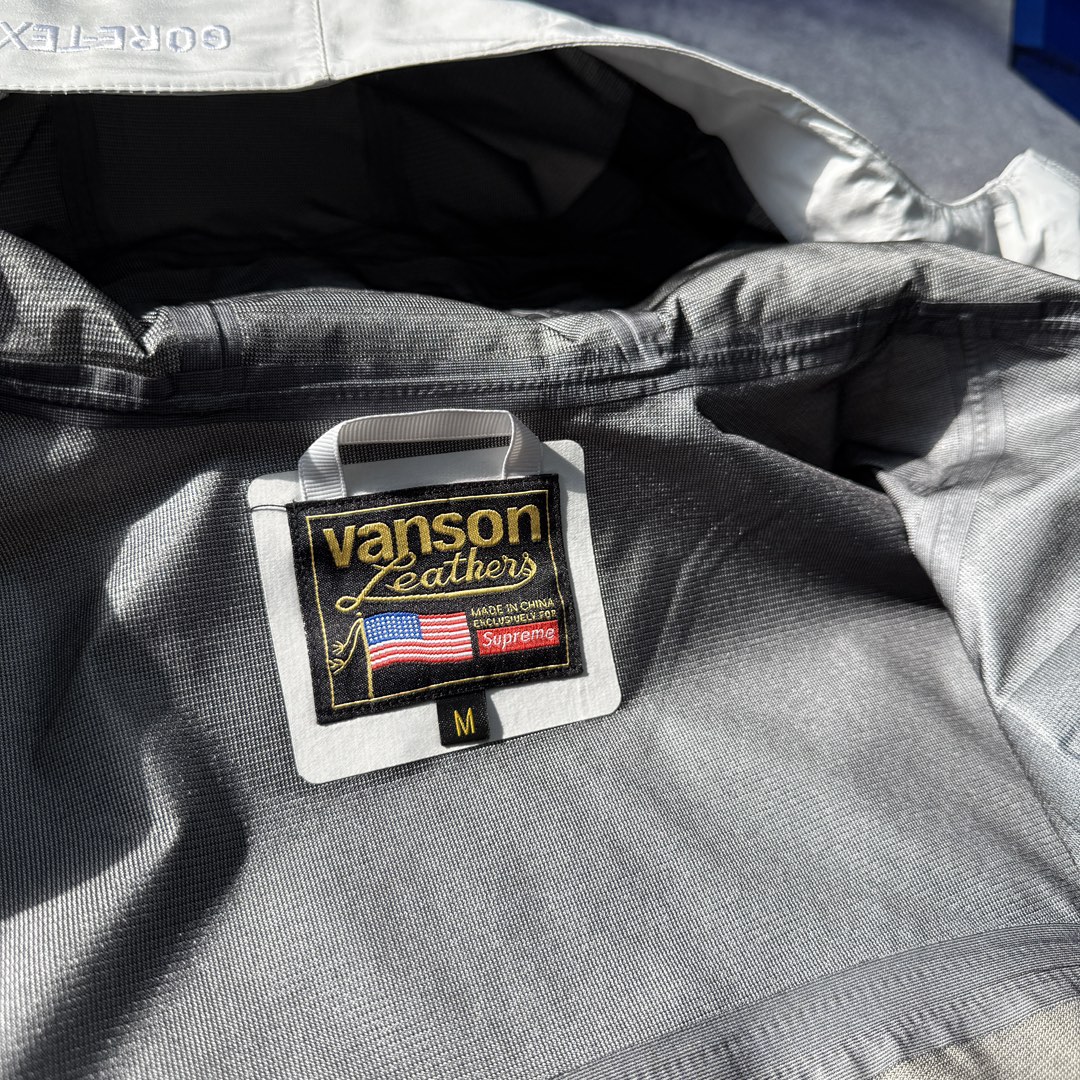 GORE-TEX
vanson
Leathers
MADE IN CHINA
EXCLUSIVELY FOR
Supreme
M